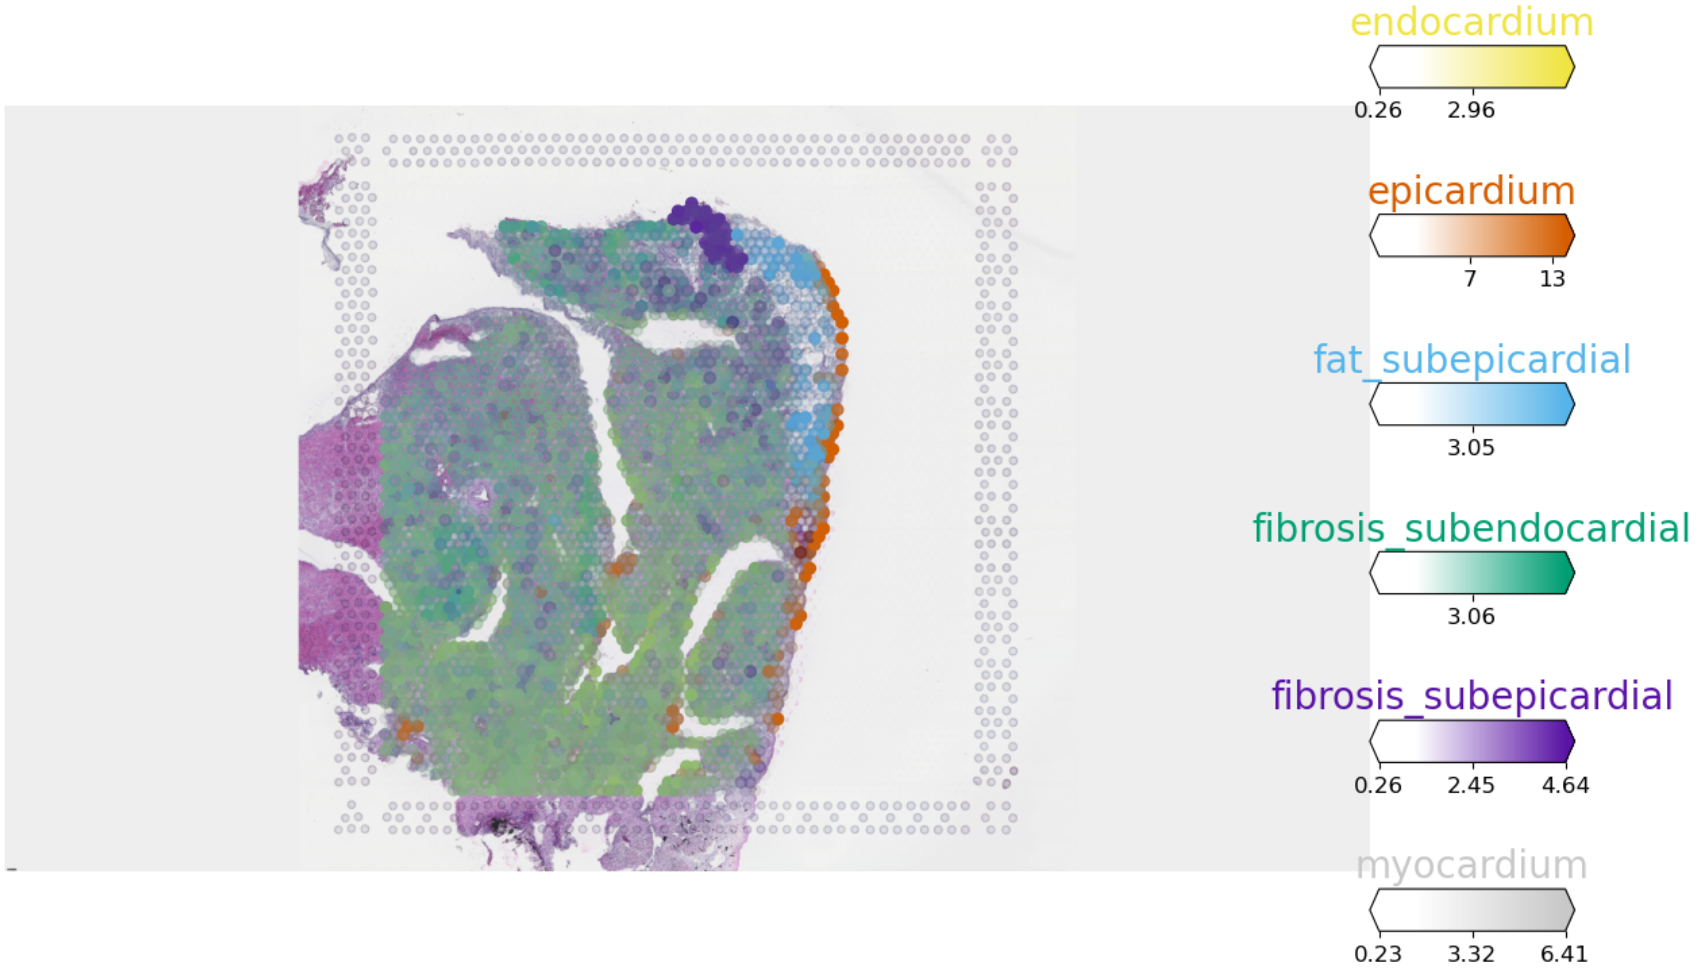 endocardium
0.26 2.96
epicardium
7 13
fat_subepicardial
3.05
fibrosis_subendocardial
3.06
fibrosis_subepicardial
0.26 2.45 4.64
myocardium
0.23 3.32 6.41